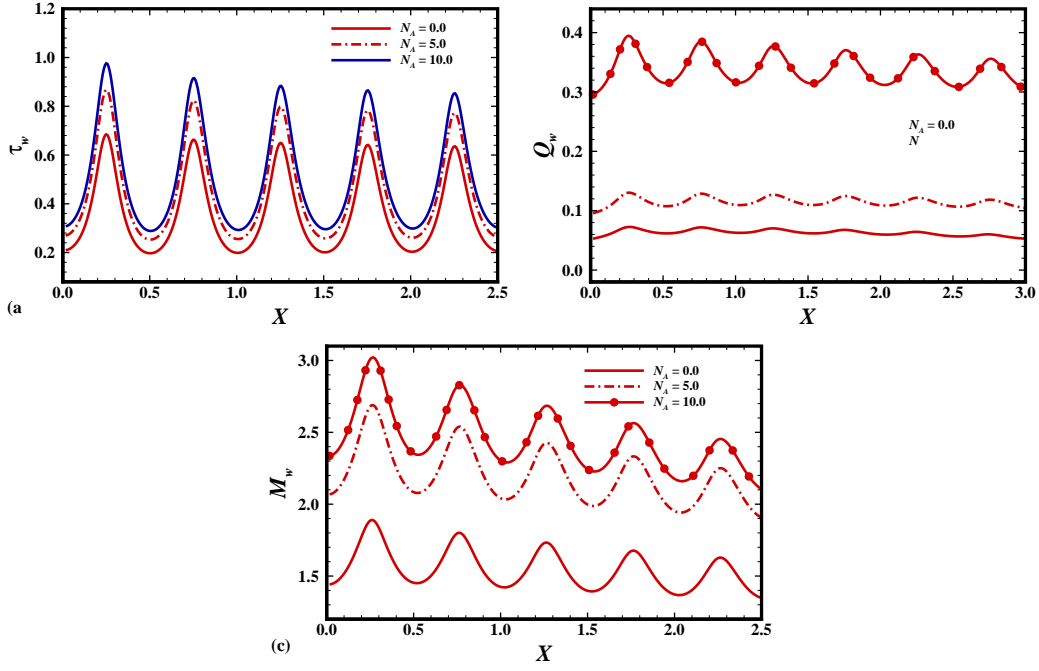 1.2
1.0
0.8
0.6
0.4
0.2
τw
N_A = 0.0
N_A = 5.0
N_A = 10.0
0.0 0.5 1.0 1.5 2.0 2.5
X
(a
0.4
0.3
0.2
0.1
0.0
Qw
N_A = 0.0
N
0.0 0.5 1.0 1.5 2.0 2.5 3.0
X
3.0
2.5
2.0
1.5
Mw
N_A = 0.0
N_A = 5.0
N_A = 10.0
0.0 0.5 1.0 1.5 2.0 2.5
X
(c)